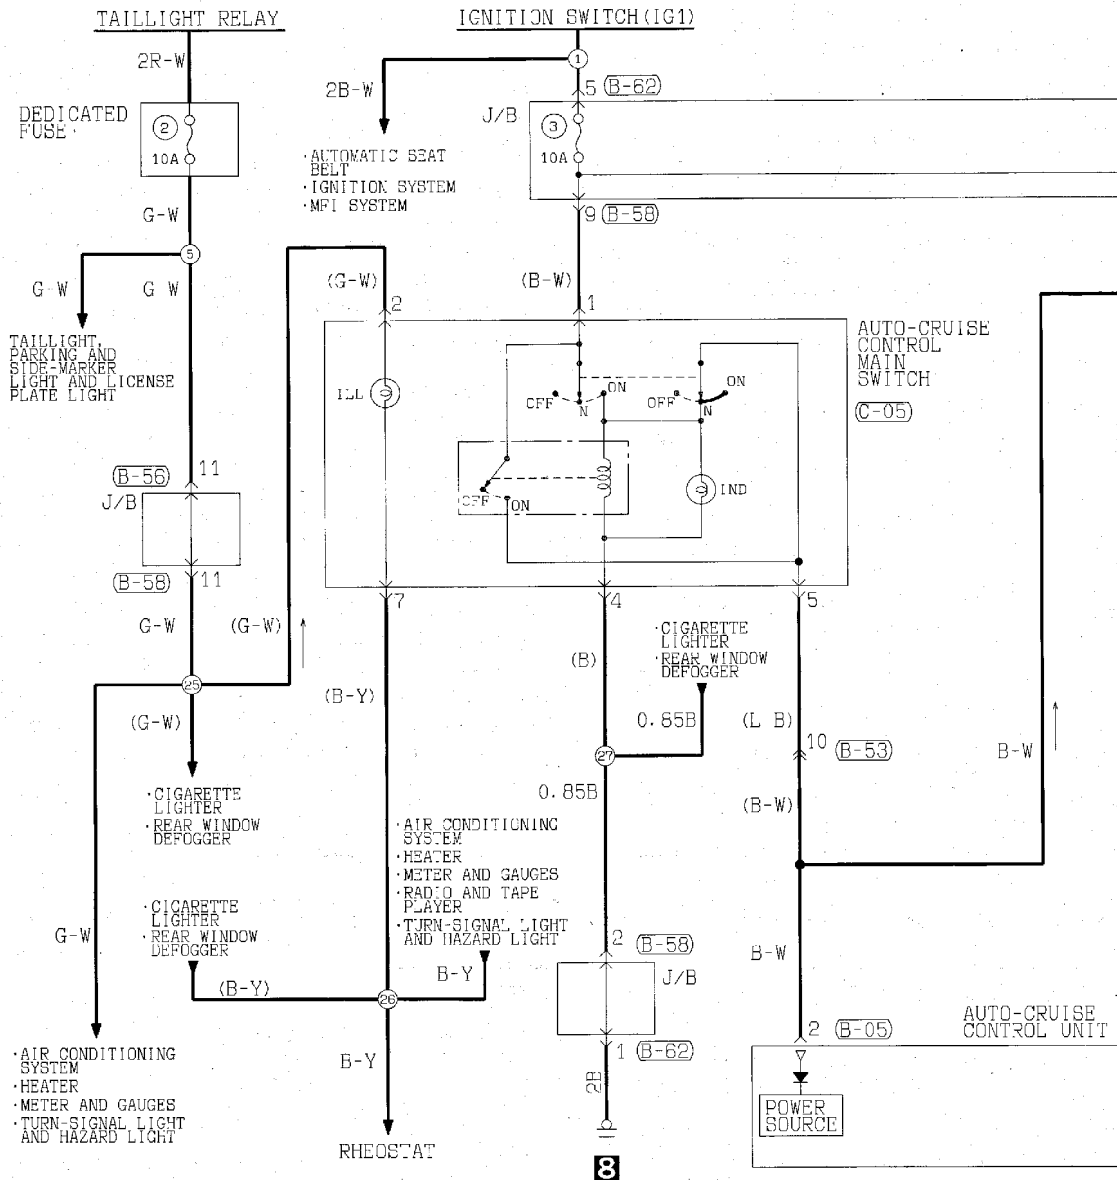 TAILLIGHT RELAY
IGNITION SWITCH(IG1)
2R-W
1
2B-W
5 B-62
DEDICATED
FUSE
2
10A
J/B
3
10A
·AUTOMATIC SEAT
BELT
·IGNITION SYSTEM
·MFI SYSTEM
G-W
9 B-58
5
G-W
G W
(G-W)
(B-W)
2
1
TAILLIGHT,
PARKING AND
SIDE-MARKER
LIGHT AND LICENSE
PLATE LIGHT
AUTO-CRUISE
CONTROL
MAIN
SWITCH
C-05
ILL
OFF
N
ON
OFF
N
ON
B-56 11
J/B
OFF
ON
IND
B-58 11
7
4
5
G-W
(G-W)
·CIGARETTE
LIGHTER
·REAR WINDOW
DEFOGGER
(B)
25
(B-Y)
(G-W)
0.85B
(L B)
10 B-53
B-W
27
0.85B
(B-W)
·CIGARETTE
LIGHTER
·REAR WINDOW
DEFOGGER
·AIR CONDITIONING
SYSTEM
·HEATER
·METER AND GAUGES
·RADIO AND TAPE
PLAYER
·TURN-SIGNAL LIGHT
AND HAZARD LIGHT
·CIGARETTE
LIGHTER
·REAR WINDOW
DEFOGGER
G-W
2 B-58
B-W
J/B
B-Y
(B-Y)
26
2 B-05
AUTO-CRUISE
CONTROL UNIT
1 B-62
B-Y
2B
·AIR CONDITIONING
SYSTEM
·HEATER
·METER AND GAUGES
·TURN-SIGNAL LIGHT
AND HAZARD LIGHT
POWER
SOURCE
RHEOSTAT
8